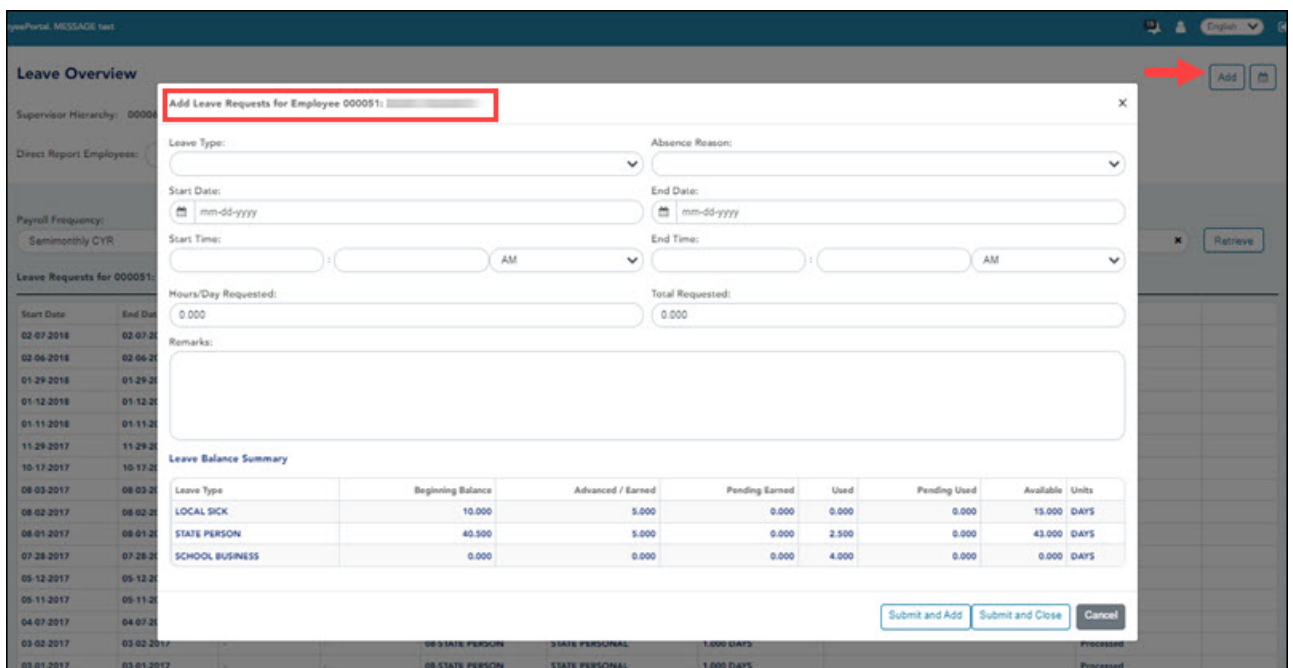 yeePortal. MESSAGE test
English
Leave Overview
Add
Supervisor Hierarchy:
Direct Report Employees:
Payroll Frequency:
Semimonthly CYR
Retrieve
Leave Requests for 000051:
Start Date
02-07-2018
02-06-2018
01-29-2018
01-12-2018
01-11-2018
11-29-2017
10-17-2017
08-03-2017
08-02-2017
08-01-2017
07-28-2017
05-12-2017
05-11-2017
04-07-2017
03-02-2017 03-02-2017 - - 08-STATE PERSON STATE PERSONAL 1.000 DAYS Processed
03-01-2017 03-01-2017 - - 08-STATE PERSON STATE PERSONAL 1.000 DAYS Processed
Add Leave Requests for Employee 000051:
×
Leave Type: Absence Reason:
Start Date: End Date:
mm-dd-yyyy mm-dd-yyyy
Start Time: End Time:
: AM : AM
Hours/Day Requested: Total Requested:
0.000 0.000
Remarks:
Leave Balance Summary
Leave Type Beginning Balance Advanced / Earned Pending Earned Used Pending Used Available Units
LOCAL SICK 10.000 5.000 0.000 0.000 0.000 15.000 DAYS
STATE PERSON 40.500 5.000 0.000 2.500 0.000 43.000 DAYS
SCHOOL BUSINESS 0.000 0.000 0.000 4.000 0.000 0.000 DAYS
Submit and Add Submit and Close Cancel